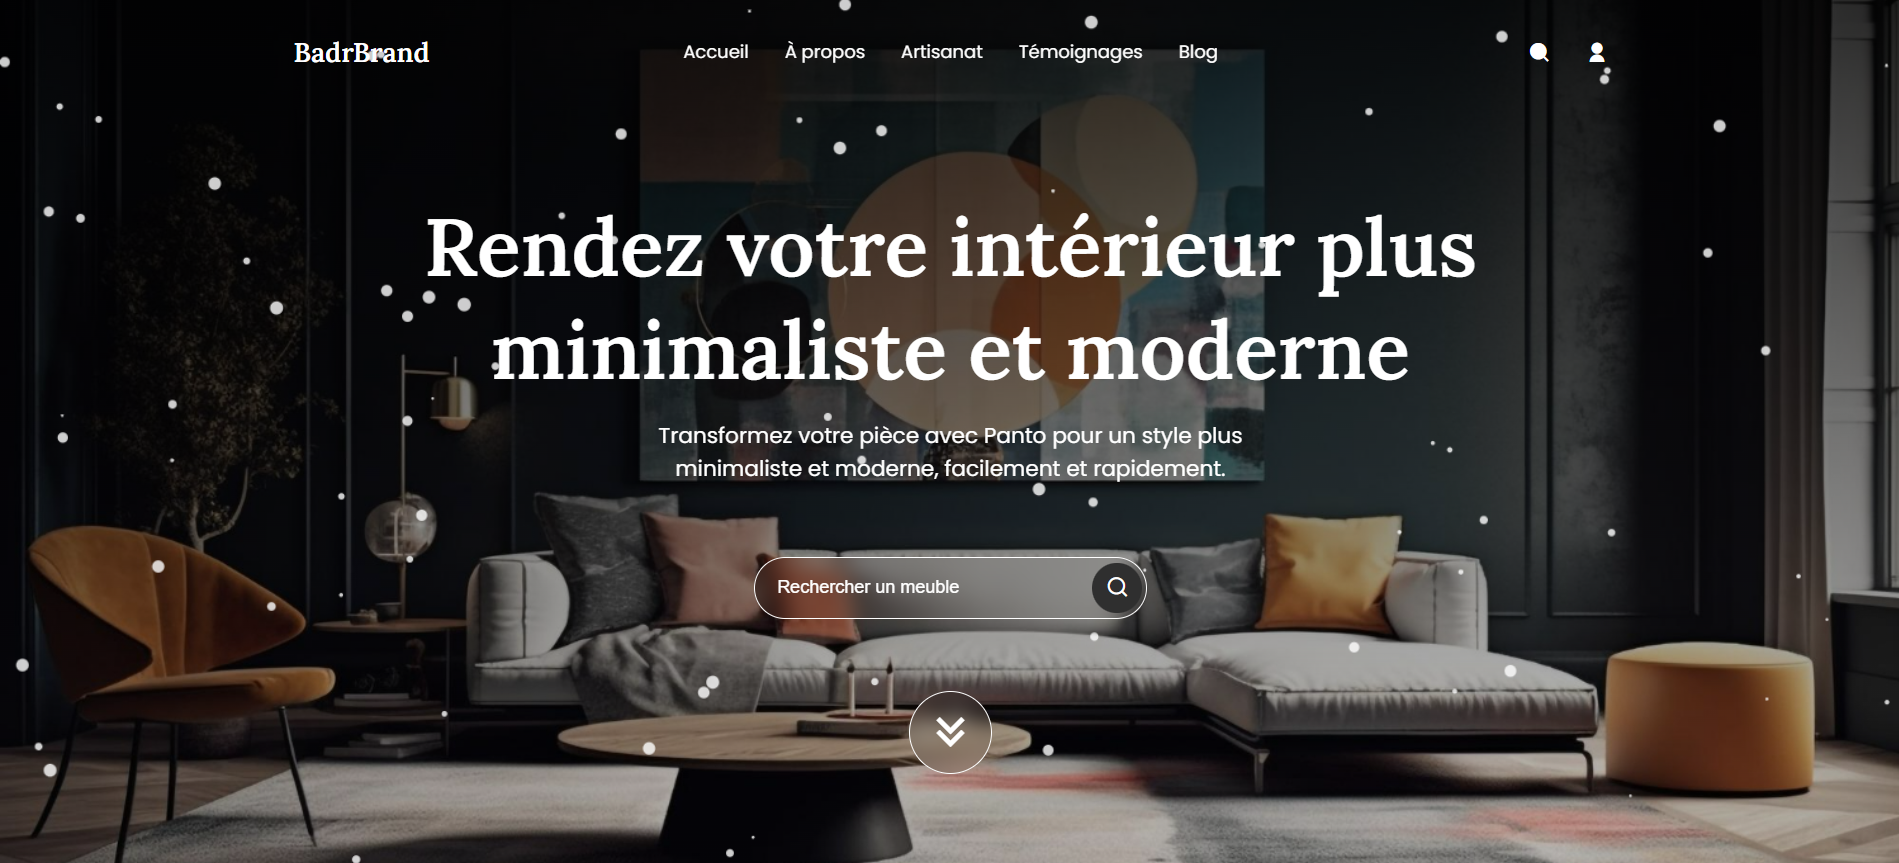 BadrBrand
Accueil À propos Artisanat Témoignages Blog
Rendez votre intérieur plus
minimaliste et moderne
Transformez votre pièce avec Panto pour un style plus
minimaliste et moderne, facilement et rapidement.
Rechercher un meuble